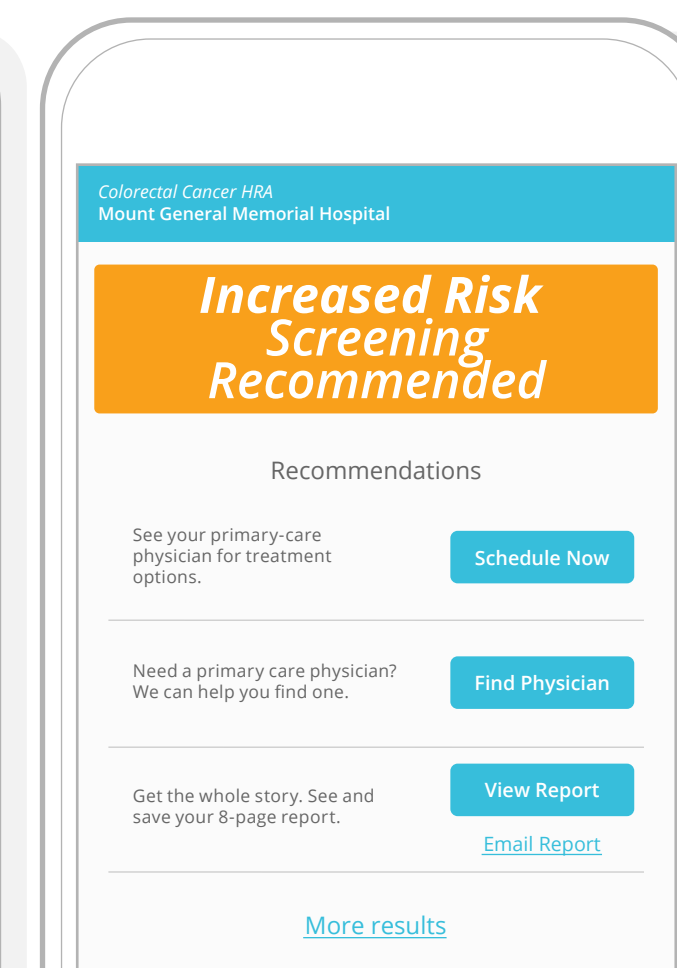 Colorectal Cancer HRA
Mount General Memorial Hospital
Increased Risk
Screening
Recommended
Recommendations
See your primary-care
physician for treatment
options.
Schedule Now
Need a primary care physician?
We can help you find one.
Find Physician
Get the whole story. See and
save your 8-page report.
View Report
Email Report
More results